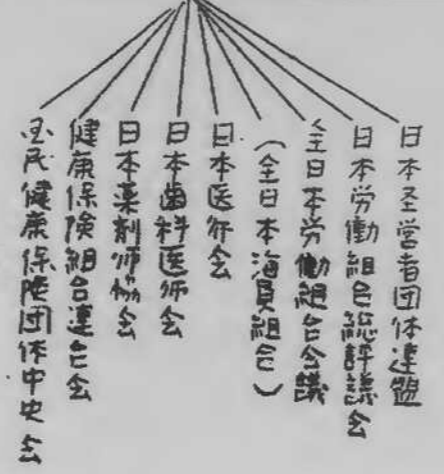 日本経営者団体連盟
日本労働組合総評議会
全日本労働組合会議
（全日本海員組合）
日本医師会
日本歯科医師会
日本薬剤師協会
健康保険組合連合会
国民健康保険団体中央会